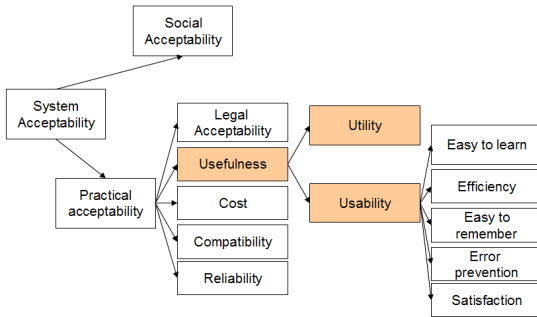 Social
Acceptability
System
Acceptability
Legal
Acceptability
Utility
Usefulness
Easy to learn
Practical
acceptability
Cost
Usability
Efficiency
Easy to
remember
Compatibility
Error
prevention
Reliability
Satisfaction